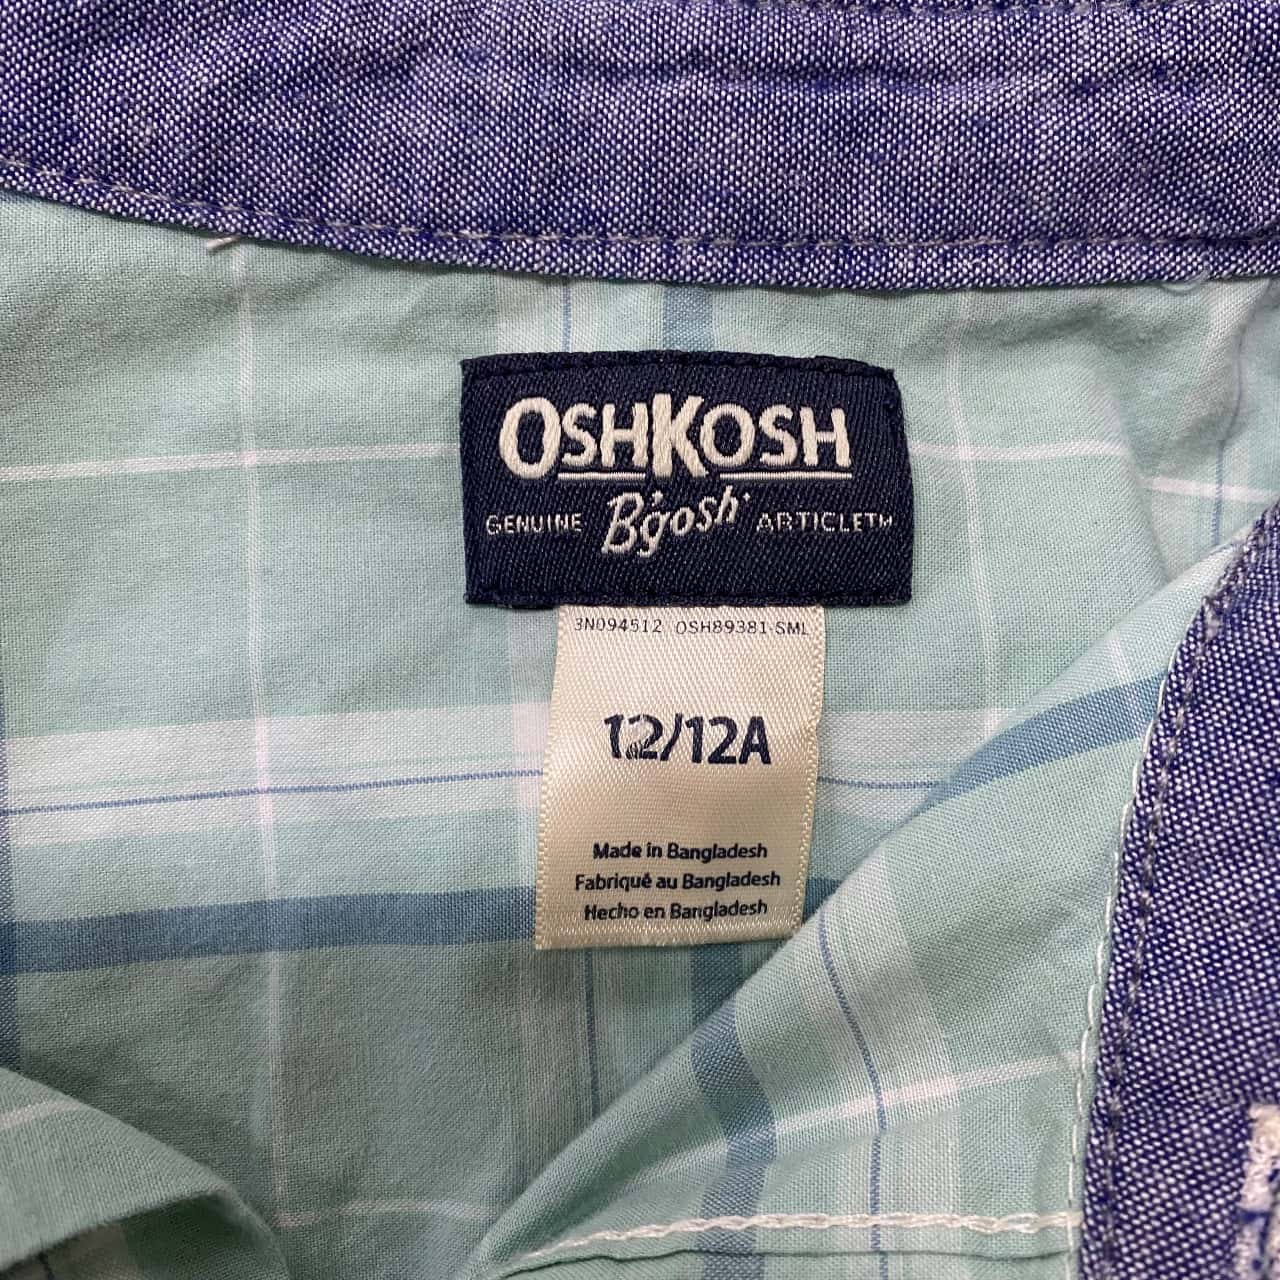 OSHKOSH
GENUINE B'gosh ARTICLE™
3N094512 OSH89381-SML
12/12A
Made in Bangladesh
Fabriqué au Bangladesh
Hecho en Bangladesh